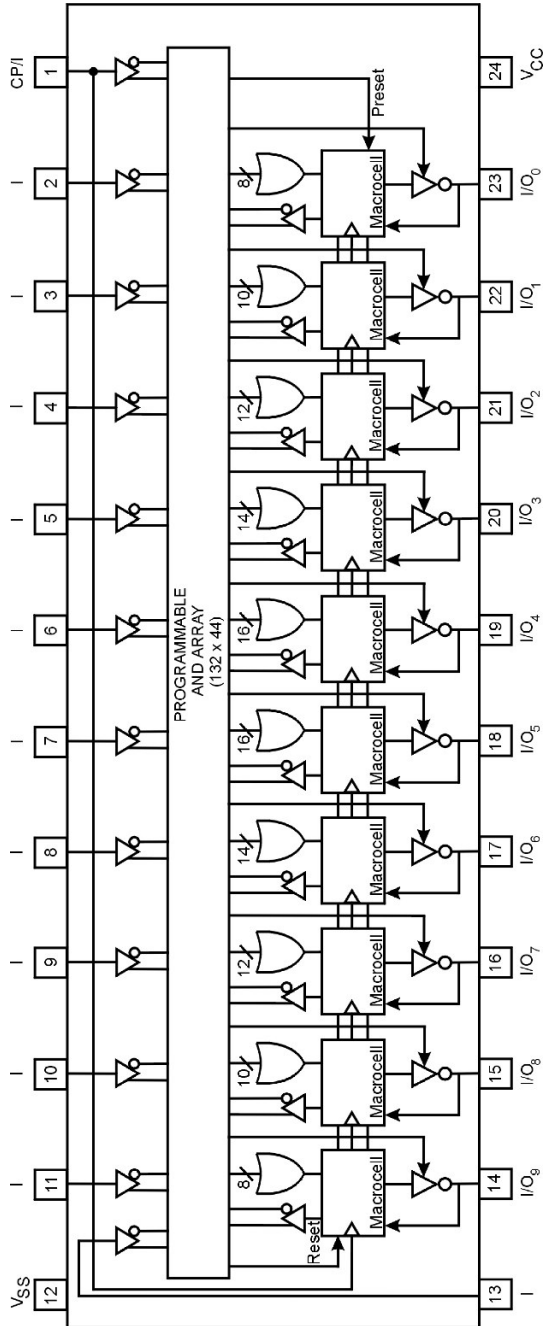 V_SS I I I I I I I I I I CP/I
12 11 10 9 8 7 6 5 4 3 2 1
PROGRAMMABLE
AND ARRAY
(132 x 44)
8 10 12 14 16 16 14 12 10 8
Reset
Preset
Macrocell Macrocell Macrocell Macrocell Macrocell Macrocell Macrocell Macrocell Macrocell Macrocell
13 14 15 16 17 18 19 20 21 22 23 24
I I/O9 I/O8 I/O7 I/O6 I/O5 I/O4 I/O3 I/O2 I/O1 I/O0 V_CC